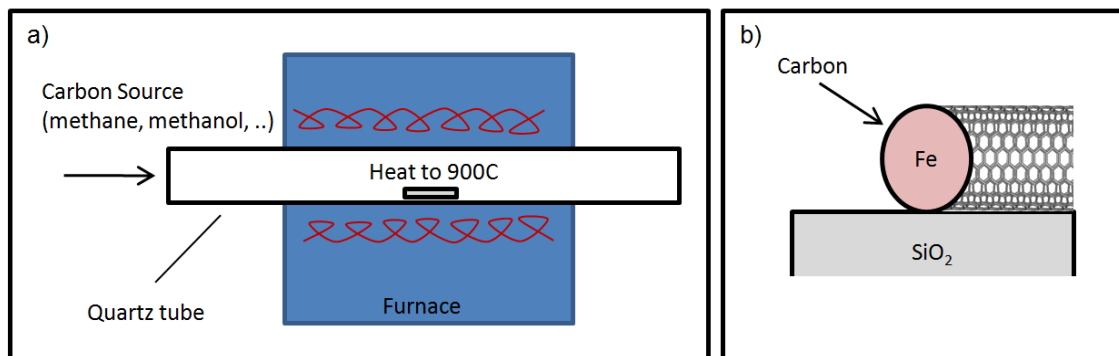 a)
Carbon Source
(methane, methanol, ..)
Heat to 900C
Quartz tube
Furnace
b)
Carbon
Fe
SiO₂